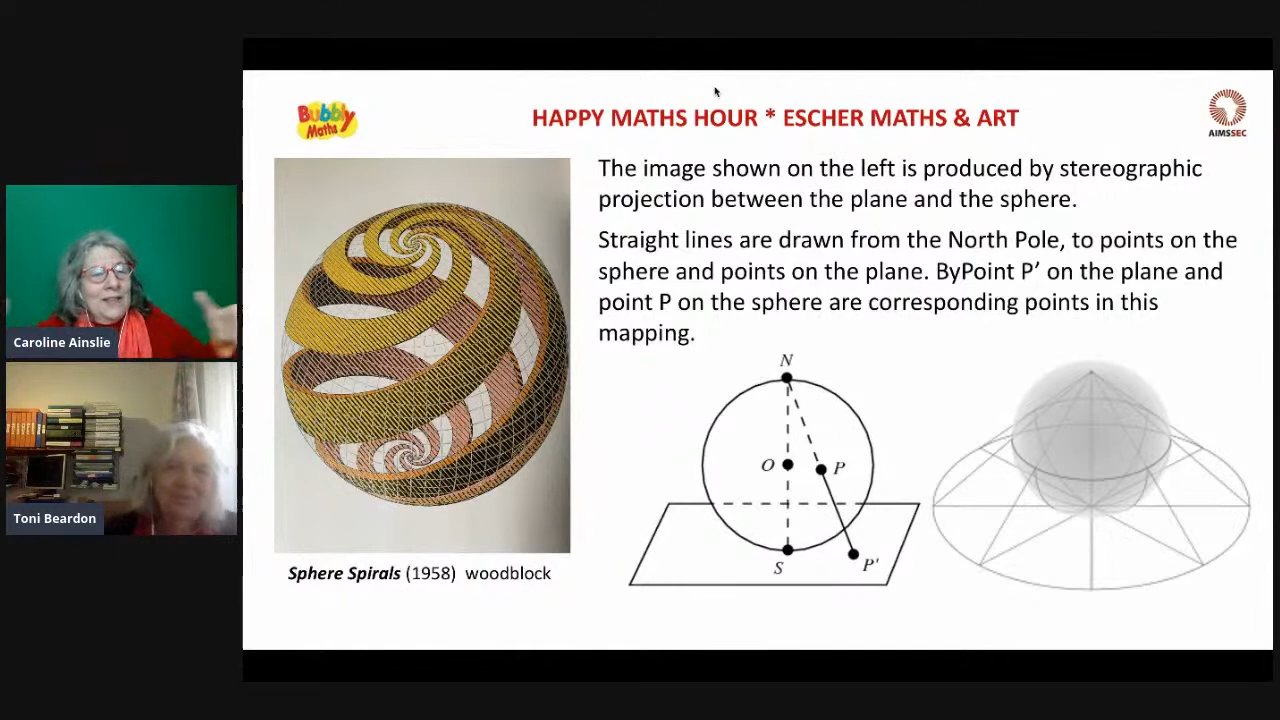 Bubbly
Maths
HAPPY MATHS HOUR * ESCHER MATHS & ART
AIMSSEC
The image shown on the left is produced by stereographic
projection between the plane and the sphere.
Straight lines are drawn from the North Pole, to points on the
sphere and points on the plane. ByPoint P’ on the plane and
point P on the sphere are corresponding points in this
mapping.
N
O
P
S
P'
Sphere Spirals (1958) woodblock
Caroline Ainslie
Toni Beardon